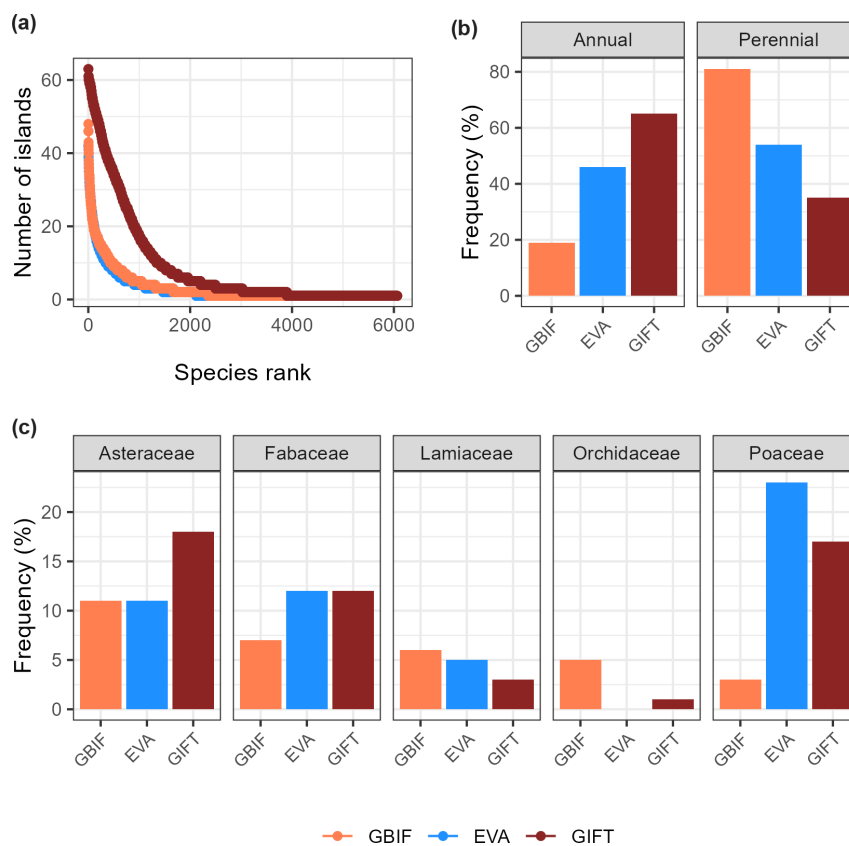 (a)
Number of islands
60
40
20
0
0 2000 4000 6000
Species rank
(b)
Annual Perennial
Frequency (%)
80
60
40
20
0
GBIF EVA GIFT GBIF EVA GIFT
(c)
Asteraceae Fabaceae Lamiaceae Orchidaceae Poaceae
Frequency (%)
20
15
10
5
0
GBIF EVA GIFT GBIF EVA GIFT GBIF EVA GIFT GBIF EVA GIFT GBIF EVA GIFT
GBIF EVA GIFT